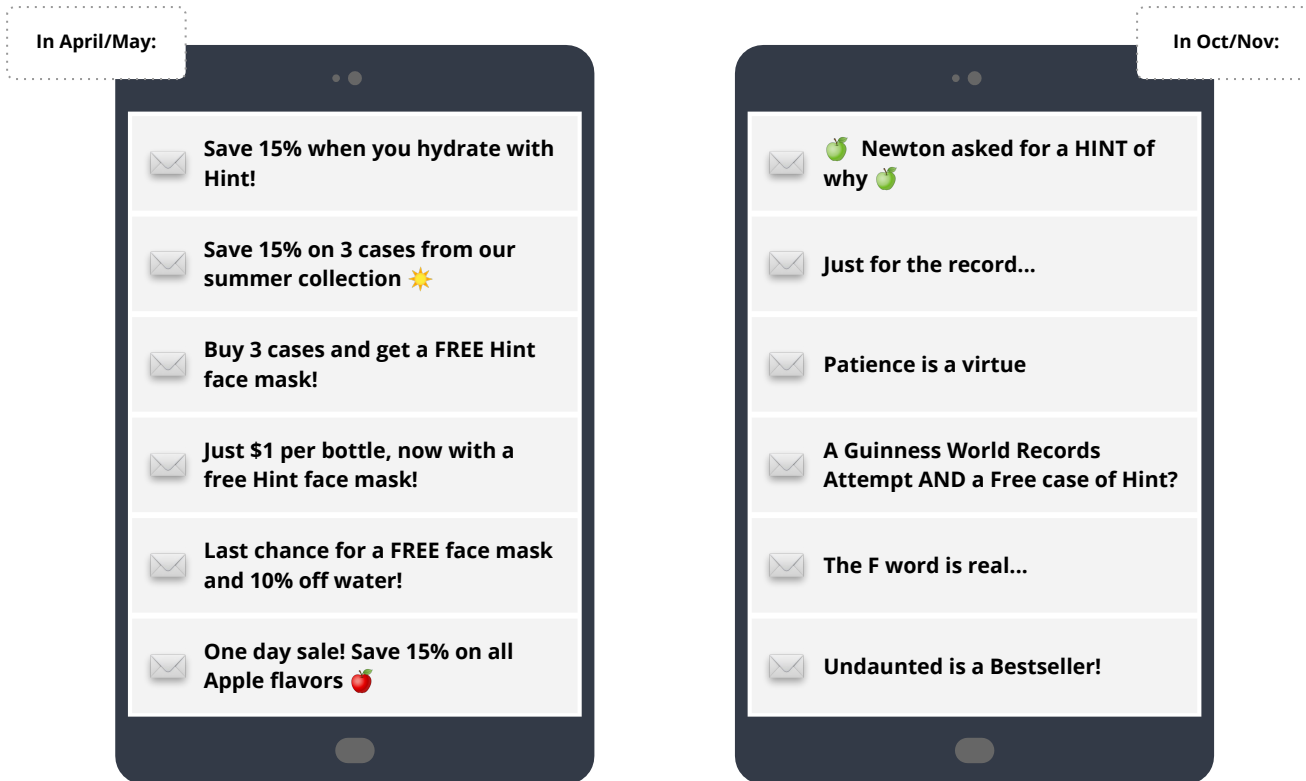 In April/May:
Save 15% when you hydrate with
Hint!
Save 15% on 3 cases from our
summer collection ☀️
Buy 3 cases and get a FREE Hint
face mask!
Just $1 per bottle, now with a
free Hint face mask!
Last chance for a FREE face mask
and 10% off water!
One day sale! Save 15% on all
Apple flavors 🍎
In Oct/Nov:
🍏 Newton asked for a HINT of
why 🍏
Just for the record...
Patience is a virtue
A Guinness World Records
Attempt AND a Free case of Hint?
The F word is real...
Undaunted is a Bestseller!